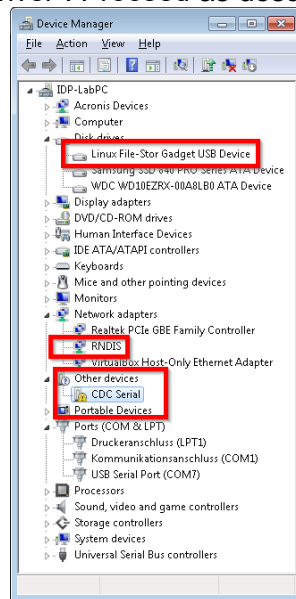 Device Manager
File Action View Help
IDP-LabPC
Acronis Devices
Computer
Disk drives
Linux File-Stor Gadget USB Device
Samsung SSD 840 PRO Series ATA Device
WDC WD10EZRX-00A8LB0 ATA Device
Display adapters
DVD/CD-ROM drives
Human Interface Devices
IDE ATA/ATAPI controllers
Keyboards
Mice and other pointing devices
Monitors
Network adapters
Realtek PCIe GBE Family Controller
RNDIS
VirtualBox Host-Only Ethernet Adapter
Other devices
CDC Serial
Portable Devices
Ports (COM & LPT)
Druckeranschluss (LPT1)
Kommunikationsanschluss (COM1)
USB Serial Port (COM7)
Processors
Sound, video and game controllers
Storage controllers
System devices
Universal Serial Bus controllers